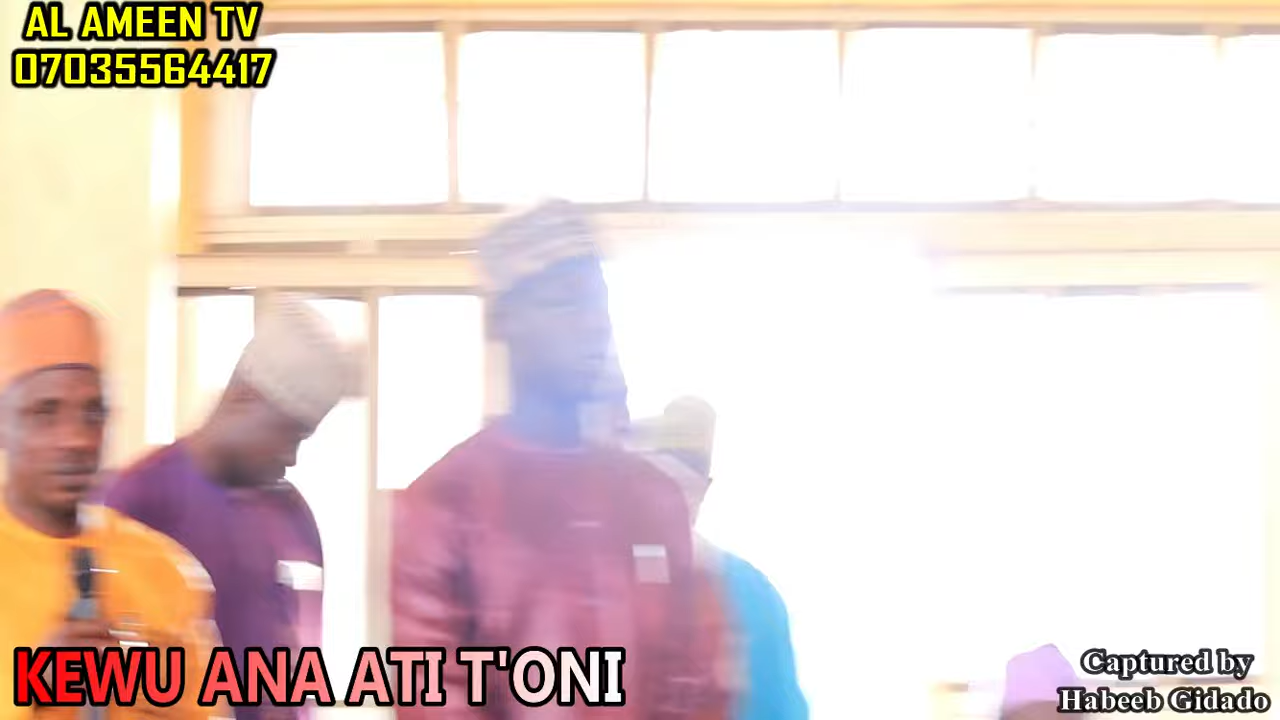 AL AMEEN TV
07035564417
KEWU ANA ATI T'ONI
Captured by
Habeeb Gidado